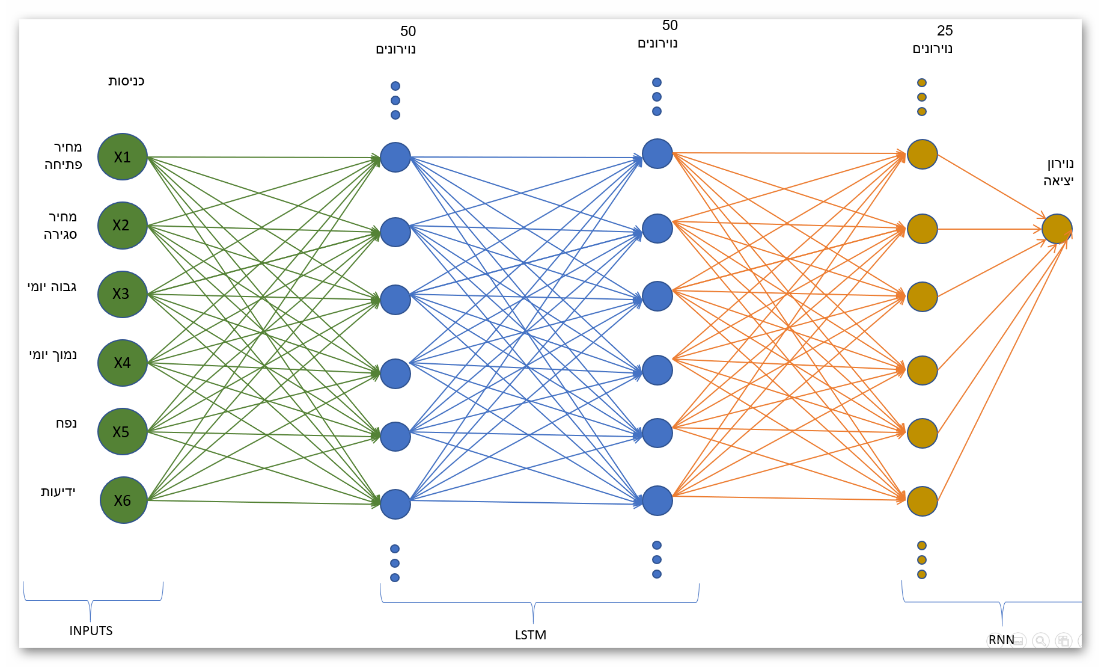 50
נוירונים
50
נוירונים
25
נוירונים
כניסות
מחיר
פתיחה
X1
נוירון
יציאה
מחיר
סגירה
X2
גבוה יומי
X3
נמוך יומי
X4
נפח
X5
ידיעות
X6
INPUTS
LSTM
RNN